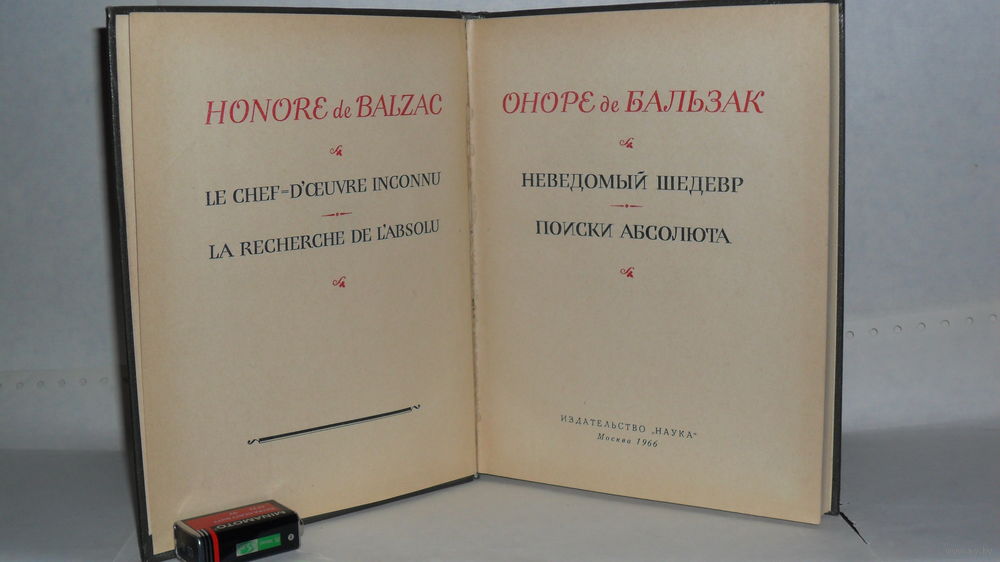 HONORE de BALZAC
LE CHEF=D'ŒUVRE INCONNU
LA RECHERCHE DE L'ABSOLU
ОНОРЕ де БАЛЬЗАК
НЕВЕДОМЫЙ ШЕДЕВР
ПОИСКИ АБСОЛЮТА
ИЗДАТЕЛЬСТВО „НАУКА"
Москва 1966
MINAMOTO